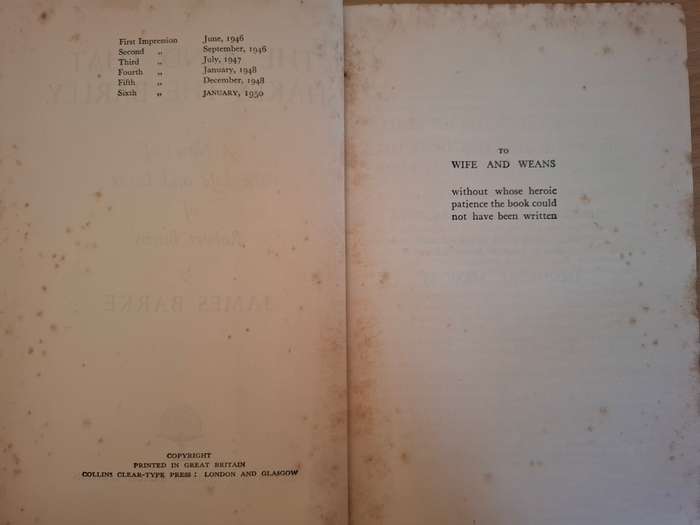 First Impression June, 1946
Second „ September, 1946
Third „ July, 1947
Fourth „ January, 1948
Fifth „ December, 1948
Sixth „ JANUARY, 1950
COPYRIGHT
PRINTED IN GREAT BRITAIN
COLLINS CLEAR-TYPE PRESS : LONDON AND GLASGOW
TO
WIFE AND WEANS
without whose heroic
patience the book could
not have been written